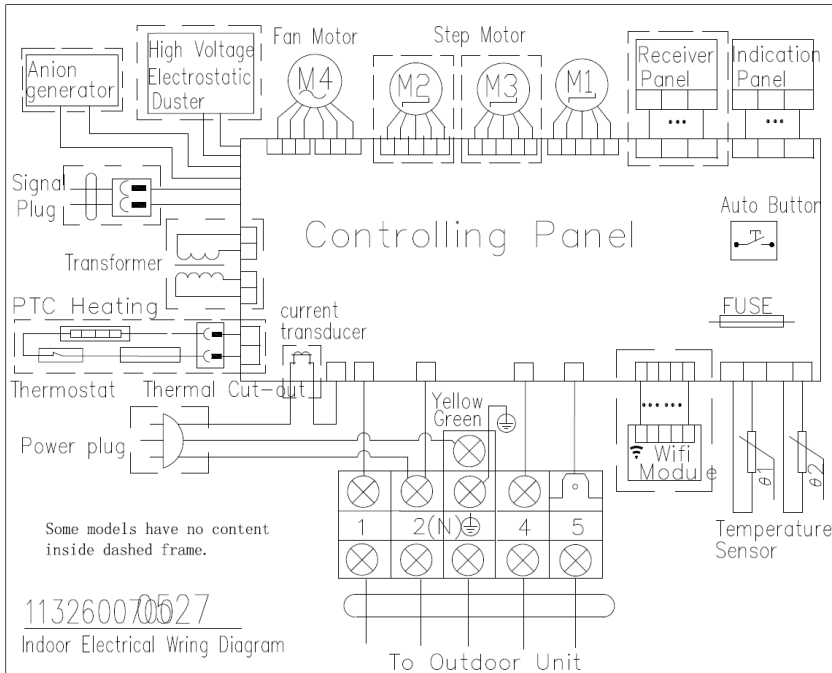 Anion
generator
High Voltage
Electrostatic
Duster
Fan Motor
M4
Step Motor
M2
M3
M1
Receiver
Panel
Indication
Panel
Signal
Plug
Controlling Panel
Auto Button
Transformer
FUSE
PTC Heating
current
transducer
Thermostat
Thermal Cut-out
Power plug
Yellow
Green
Wifi
Module
θ1
θ2
Temperature
Sensor
1
2(N)
4
5
Some models have no content
inside dashed frame.
Indoor Electrical Wring Diagram
To Outdoor Unit